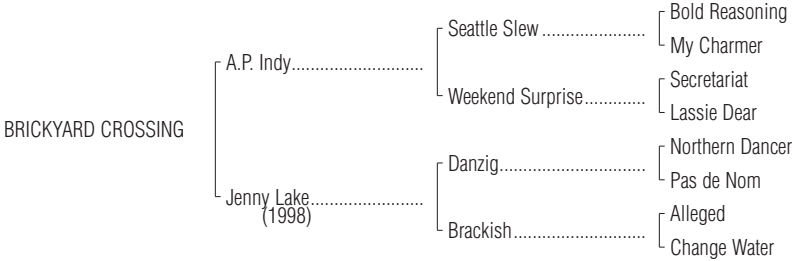 Bold Reasoning
Seattle Slew ......................
My Charmer
A.P. Indy............................
Secretariat
Weekend Surprise.............
Lassie Dear
BRICKYARD CROSSING
Northern Dancer
Danzig...............................
Pas de Nom
Jenny Lake........................
(1998)
Alleged
Brackish............................
Change Water